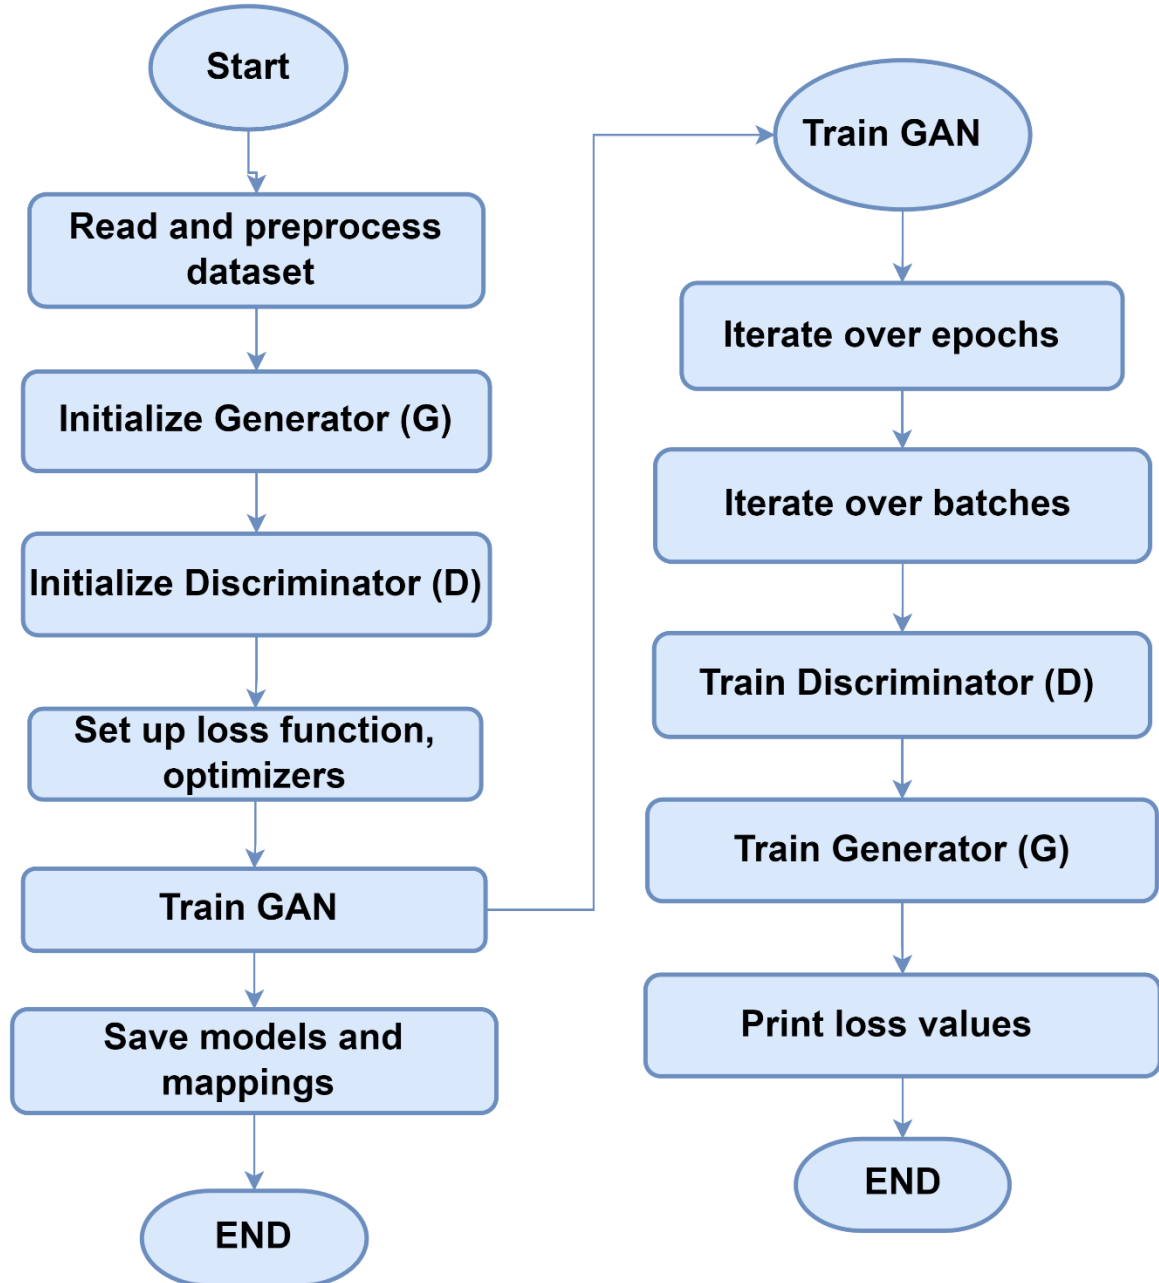 Start
Read and preprocess
dataset
Initialize Generator (G)
Initialize Discriminator (D)
Set up loss function,
optimizers
Train GAN
Save models and
mappings
END
Train GAN
Iterate over epochs
Iterate over batches
Train Discriminator (D)
Train Generator (G)
Print loss values
END